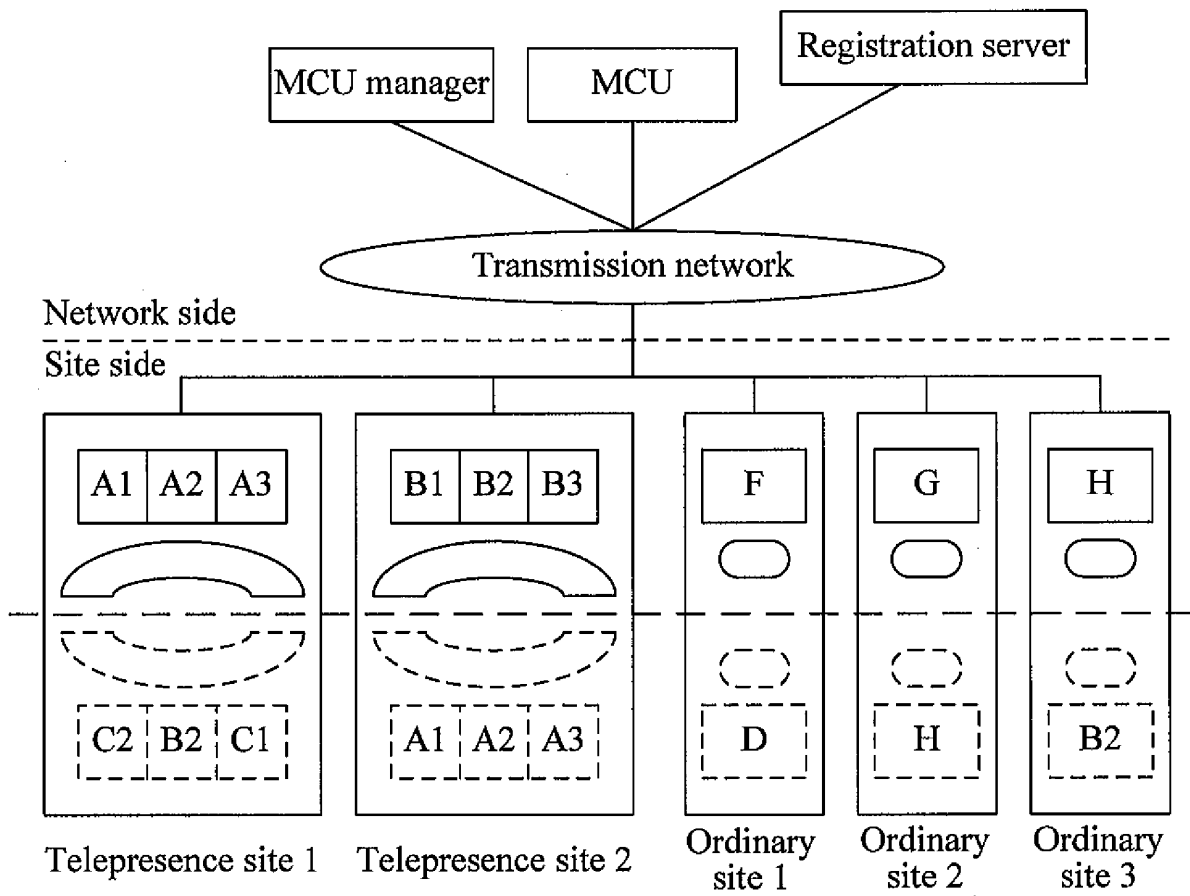 MCU manager
MCU
Registration server
Transmission network
Network side
Site side
A1 A2 A3
B1 B2 B3
F
G
H
C2 B2 C1
A1 A2 A3
D
H
B2
Telepresence site 1
Telepresence site 2
Ordinary
site 1
Ordinary
site 2
Ordinary
site 3